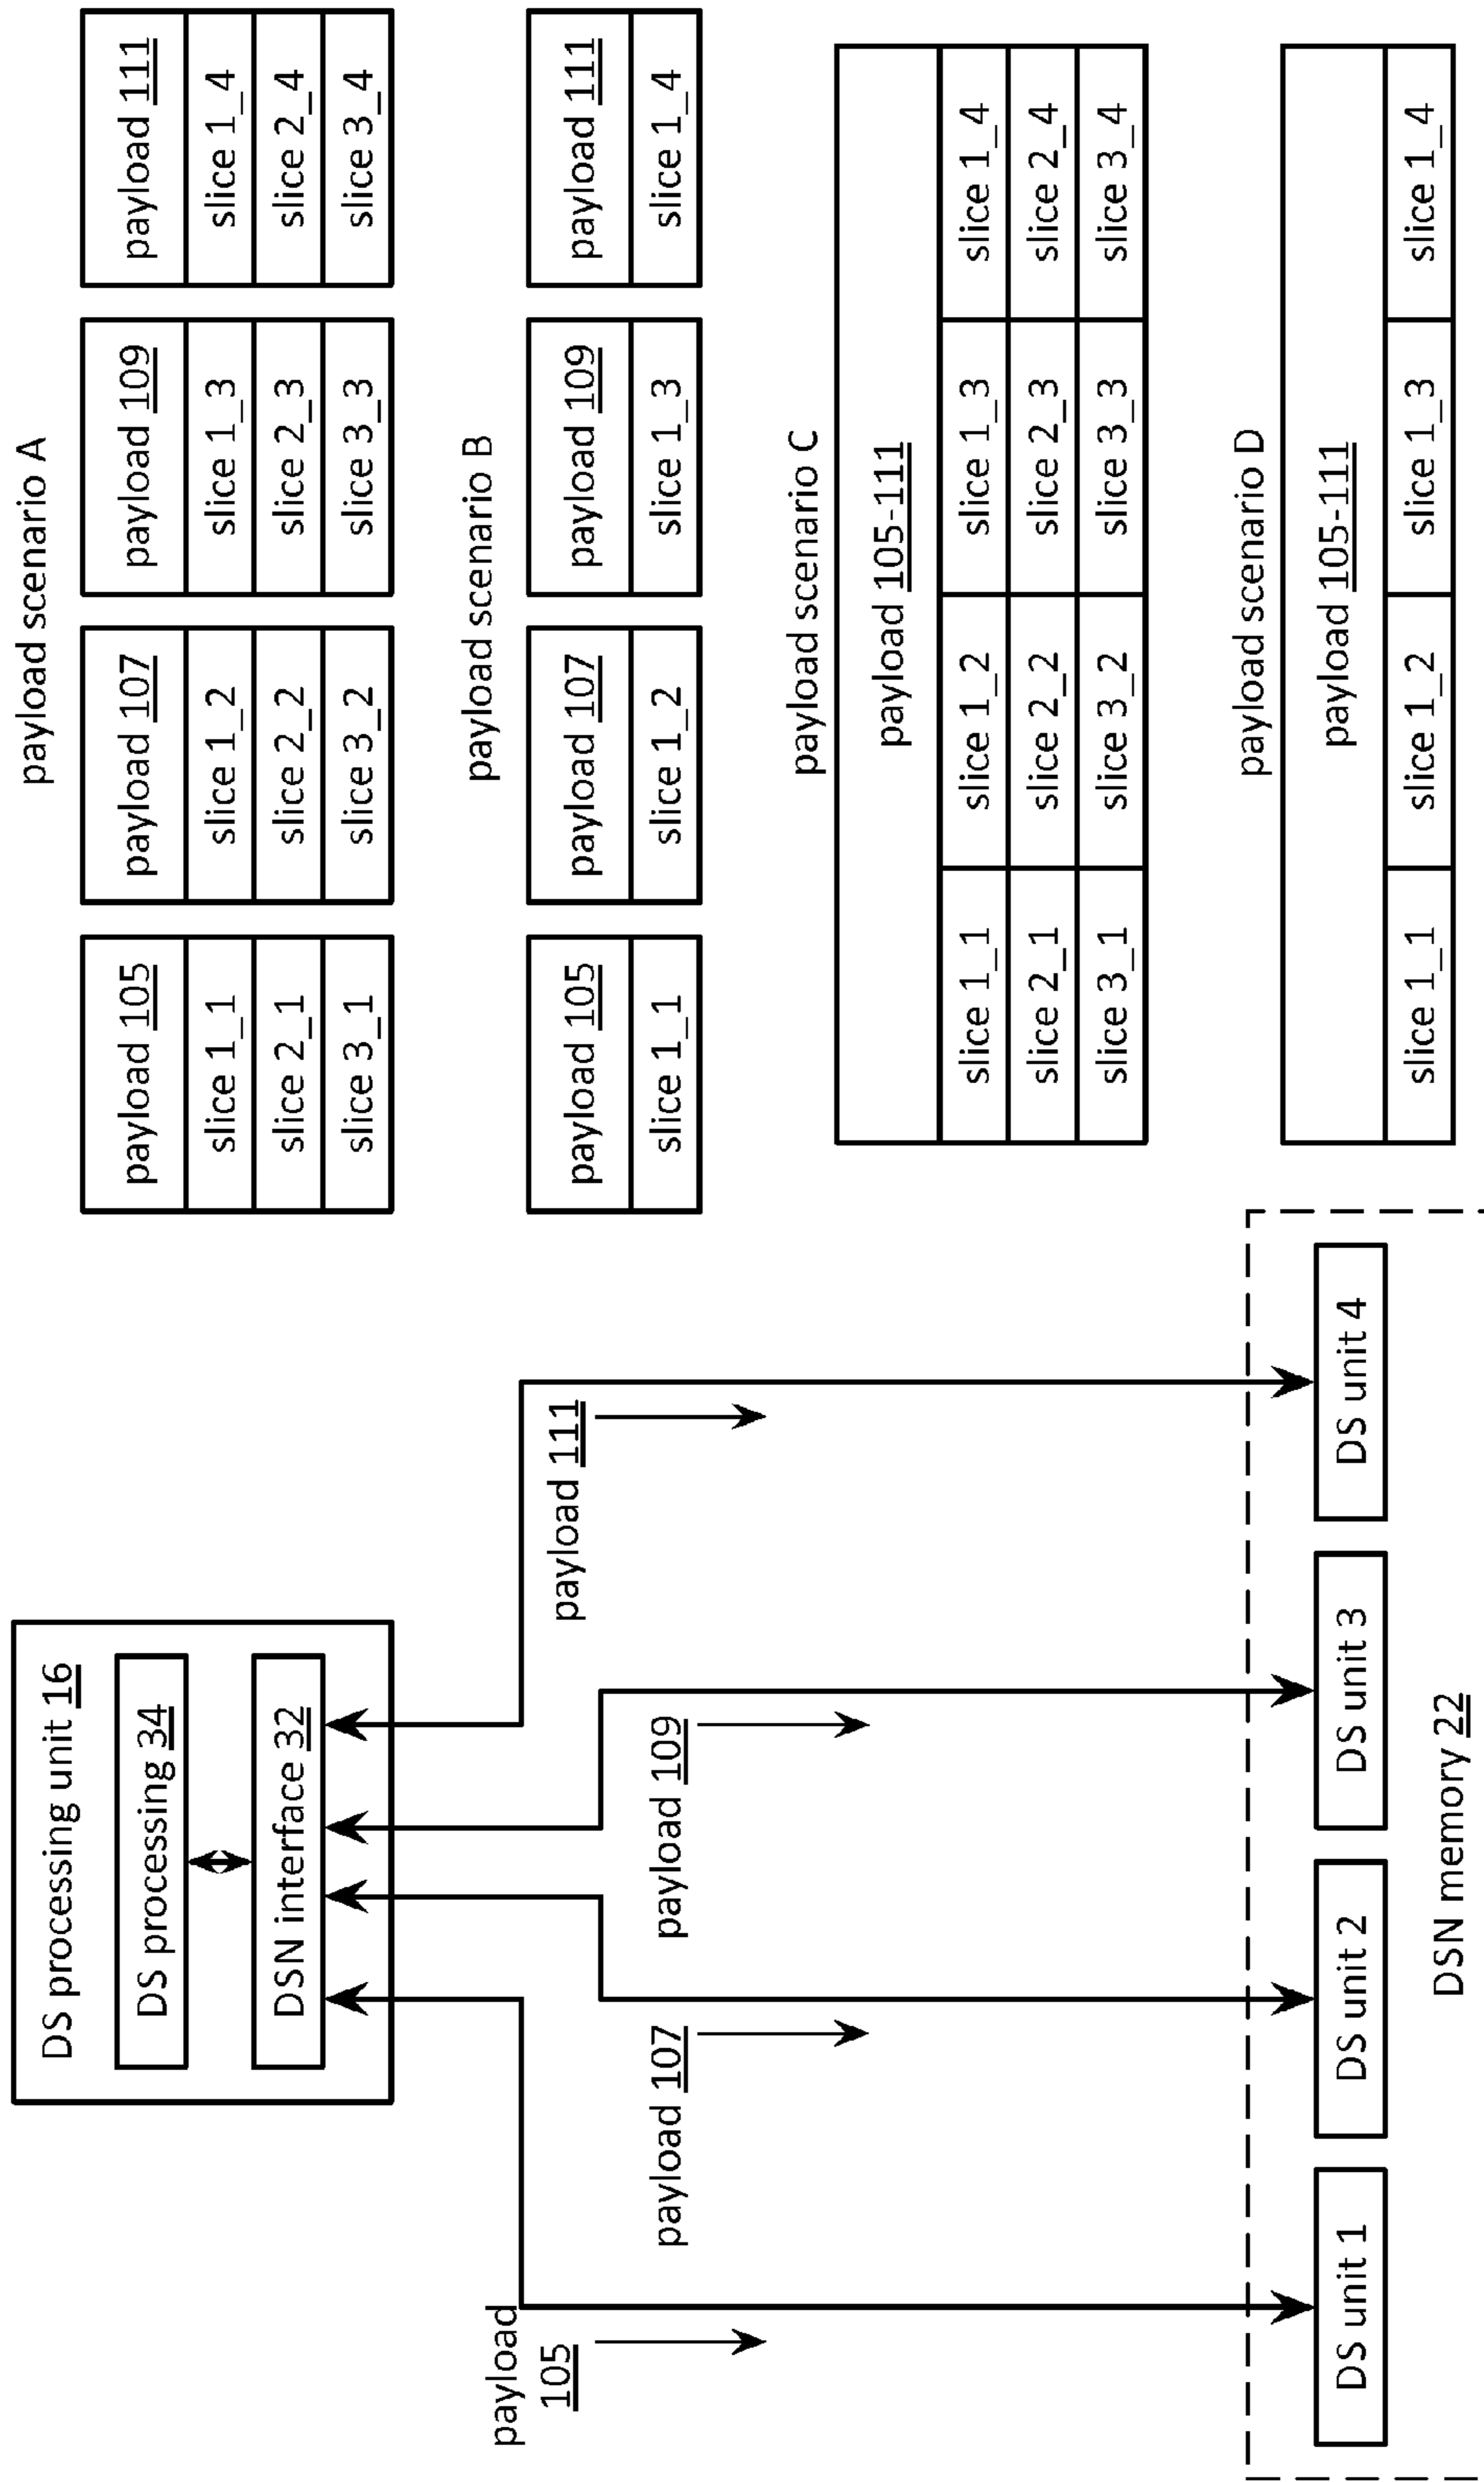 DS processing unit 16
DS processing 34
DSN interface 32
payload
105
payload 107
payload 109
payload 111
DS unit 1
DS unit 2
DS unit 3
DS unit 4
DSN memory 22
payload scenario A
payload 105
slice 1_1
slice 2_1
slice 3_1
payload 107
slice 1_2
slice 2_2
slice 3_2
payload 109
slice 1_3
slice 2_3
slice 3_3
payload 111
slice 1_4
slice 2_4
slice 3_4
payload scenario B
payload 105
slice 1_1
payload 107
slice 1_2
payload 109
slice 1_3
payload 111
slice 1_4
payload scenario C
payload 105-111
slice 1_1 slice 1_2 slice 1_3 slice 1_4
slice 2_1 slice 2_2 slice 2_3 slice 2_4
slice 3_1 slice 3_2 slice 3_3 slice 3_4
payload scenario D
payload 105-111
slice 1_1 slice 1_2 slice 1_3 slice 1_4